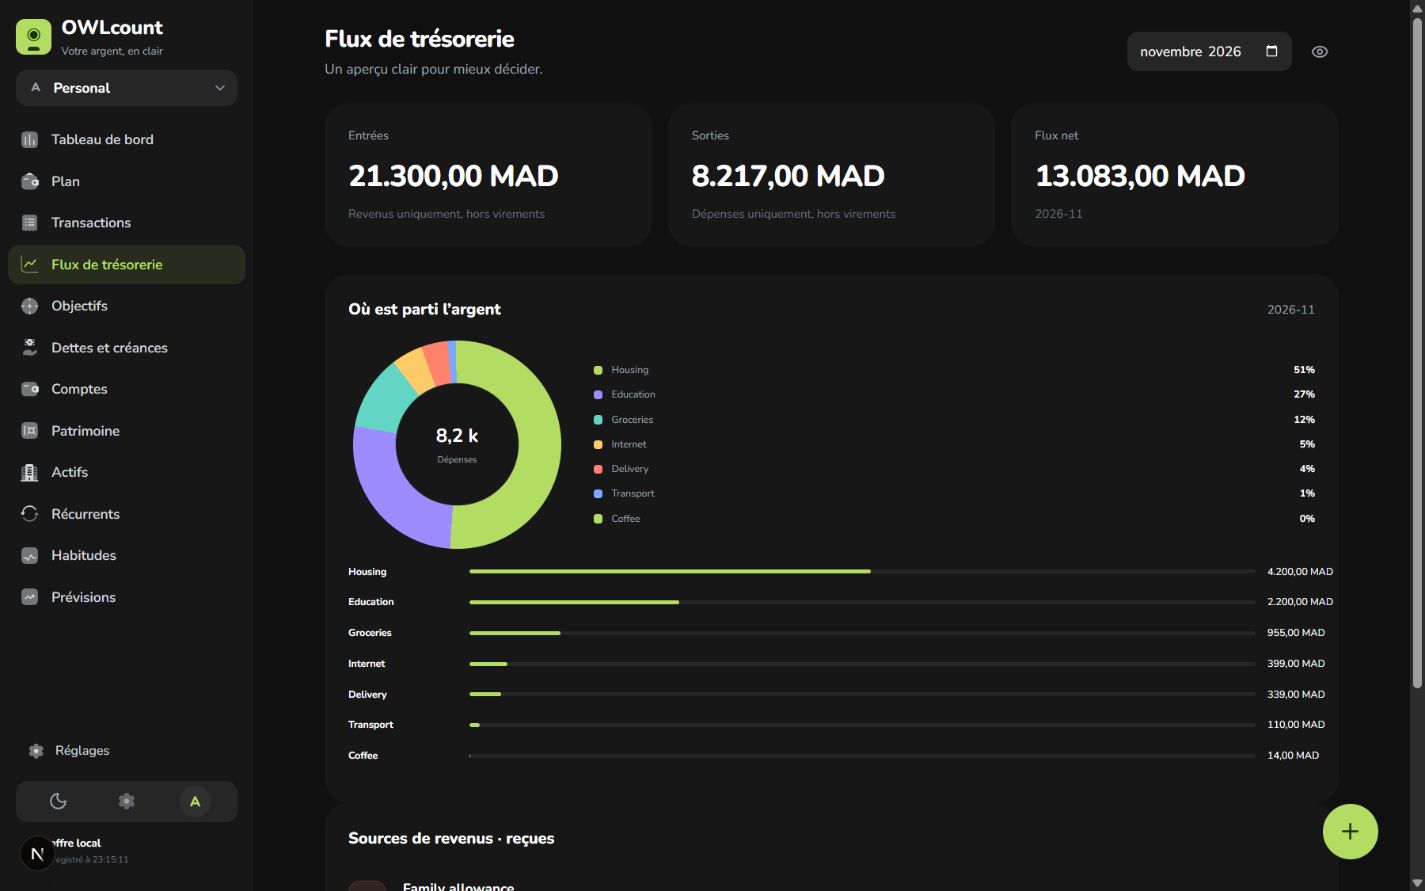 OWLcount
Votre argent, en clair
A Personal
Tableau de bord
Plan
Transactions
Flux de trésorerie
Objectifs
Dettes et créances
Comptes
Patrimoine
Actifs
Récurrents
Habitudes
Prévisions
Réglages
A
N
offre local
egistré à 23:15:11
Flux de trésorerie
Un aperçu clair pour mieux décider.
novembre 2026
Entrées
21.300,00 MAD
Revenus uniquement, hors virements
Sorties
8.217,00 MAD
Dépenses uniquement, hors virements
Flux net
13.083,00 MAD
2026-11
Où est parti l’argent
2026-11
8,2 k
Dépenses
Housing 51%
Education 27%
Groceries 12%
Internet 5%
Delivery 4%
Transport 1%
Coffee 0%
Housing 4.200,00 MAD
Education 2.200,00 MAD
Groceries 955,00 MAD
Internet 399,00 MAD
Delivery 339,00 MAD
Transport 110,00 MAD
Coffee 14,00 MAD
Sources de revenus · reçues
Family allowance
+